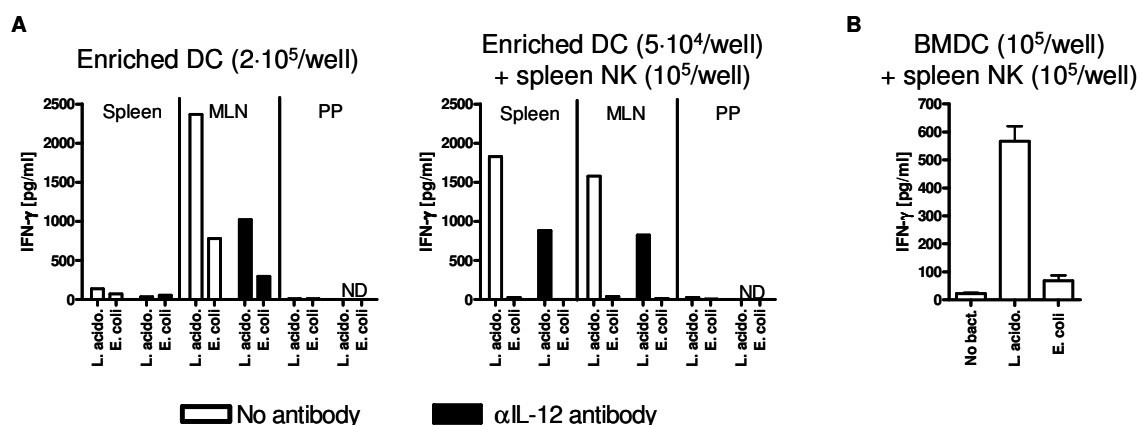 A
Enriched DC (2·10⁵/well)
IFN-γ [pg/ml]
2500
2000
1500
1000
500
0
Spleen
MLN
PP
ND
L. acido.
E. coli
L. acido.
E. coli
L. acido.
E. coli
L. acido.
E. coli
L. acido.
E. coli
L. acido.
E. coli
Enriched DC (5·10⁴/well)
+ spleen NK (10⁵/well)
IFN-γ [pg/ml]
2500
2000
1500
1000
500
0
Spleen
MLN
PP
ND
L. acido.
E. coli
L. acido.
E. coli
L. acido.
E. coli
L. acido.
E. coli
L. acido.
E. coli
L. acido.
E. coli
No antibody
αIL-12 antibody
B
BMDC (10⁵/well)
+ spleen NK (10⁵/well)
IFN-γ [pg/ml]
700
600
500
400
300
200
100
0
No bact.
L. acido.
E. coli